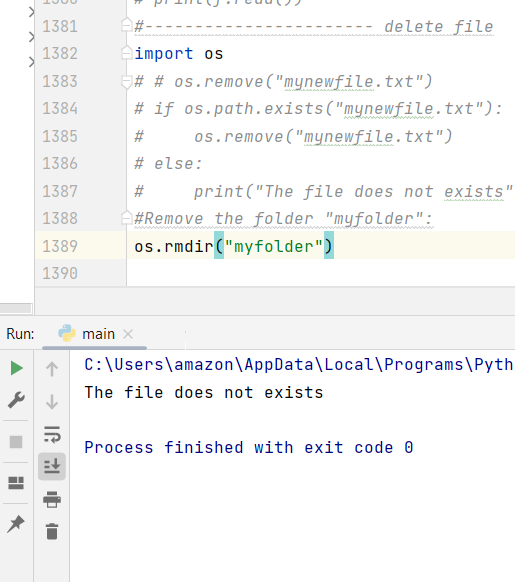 1381 #----------------------- delete file
1382 import os
1383 # # os.remove("mynewfile.txt")
1384 # if os.path.exists("mynewfile.txt"):
1385 #     os.remove("mynewfile.txt")
1386 # else:
1387 #     print("The file does not exists"
1388 #Remove the folder "myfolder":
1389 os.rmdir("myfolder")
1390
Run: main
C:\Users\amazon\AppData\Local\Programs\Pyth
The file does not exists
Process finished with exit code 0